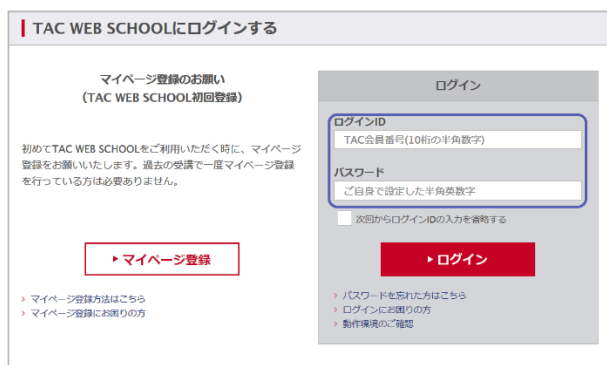 TAC WEB SCHOOLにログインする
マイページ登録のお願い
(TAC WEB SCHOOL初回登録)
初めてTAC WEB SCHOOLをご利用いただく時に、マイページ
登録をお願いいたします。過去の受講で一度マイページ登録
を行っている方は必要ありません。
マイページ登録
マイページ登録方法はこちら
マイページ登録にお困りの方
ログイン
ログインID
TAC会員番号(10桁の半角数字)
パスワード
ご自身で設定した半角英数字
次回からログインIDの入力を省略する
ログイン
パスワードを忘れた方はこちら
ログインにお困りの方
動作環境のご確認